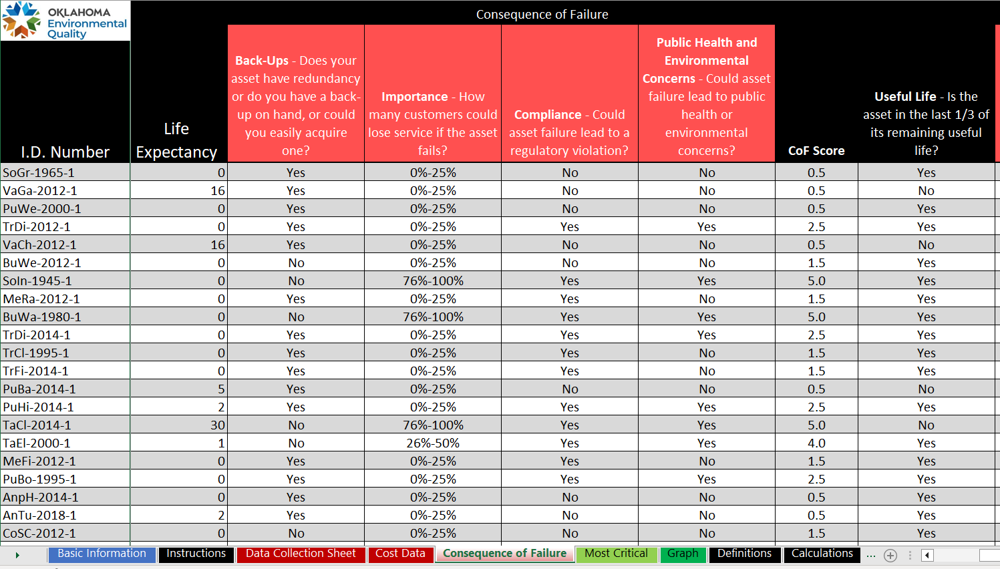 OKLAHOMA
Environmental
Quality
Consequence of Failure
I.D. Number
Life
Expectancy
Back-Ups - Does your
asset have redundancy
or do you have a back-
up on hand, or could
you easily acquire
one?
Importance - How
many customers could
lose service if the asset
fails?
Compliance - Could
asset failure lead to a
regulatory violation?
Public Health and
Environmental
Concerns - Could asset
failure lead to public
health or
environmental
concerns?
CoF Score
Useful Life - Is the
asset in the last 1/3 of
its remaining useful
life?
SoGr-1965-1 0 Yes 0%-25% No No 0.5 Yes
VaGa-2012-1 16 Yes 0%-25% No No 0.5 No
PuWe-2000-1 0 Yes 0%-25% No No 0.5 Yes
TrDi-2012-1 0 Yes 0%-25% Yes Yes 2.5 Yes
VaCh-2012-1 16 Yes 0%-25% No No 0.5 No
BuWe-2012-1 0 No 0%-25% No No 1.5 Yes
SoIn-1945-1 0 No 76%-100% Yes Yes 5.0 Yes
MeRa-2012-1 0 Yes 0%-25% Yes No 1.5 Yes
BuWa-1980-1 0 No 76%-100% Yes Yes 5.0 Yes
TrDi-2014-1 0 Yes 0%-25% Yes Yes 2.5 Yes
TrCl-1995-1 0 Yes 0%-25% Yes No 1.5 Yes
TrFi-2014-1 0 Yes 0%-25% Yes No 1.5 Yes
PuBa-2014-1 5 Yes 0%-25% No No 0.5 No
PuHi-2014-1 2 Yes 0%-25% Yes Yes 2.5 Yes
TaCl-2014-1 30 No 76%-100% Yes Yes 5.0 No
TaEl-2000-1 1 No 26%-50% Yes Yes 4.0 Yes
MeFi-2012-1 0 Yes 0%-25% Yes No 1.5 Yes
PuBo-1995-1 0 Yes 0%-25% Yes Yes 2.5 Yes
AnpH-2014-1 0 Yes 0%-25% No No 0.5 Yes
AnTu-2018-1 2 Yes 0%-25% No No 0.5 Yes
CoSC-2012-1 0 No 0%-25% No No 1.5 Yes
Basic Information Instructions Data Collection Sheet Cost Data Consequence of Failure Most Critical Graph Definitions Calculations ...